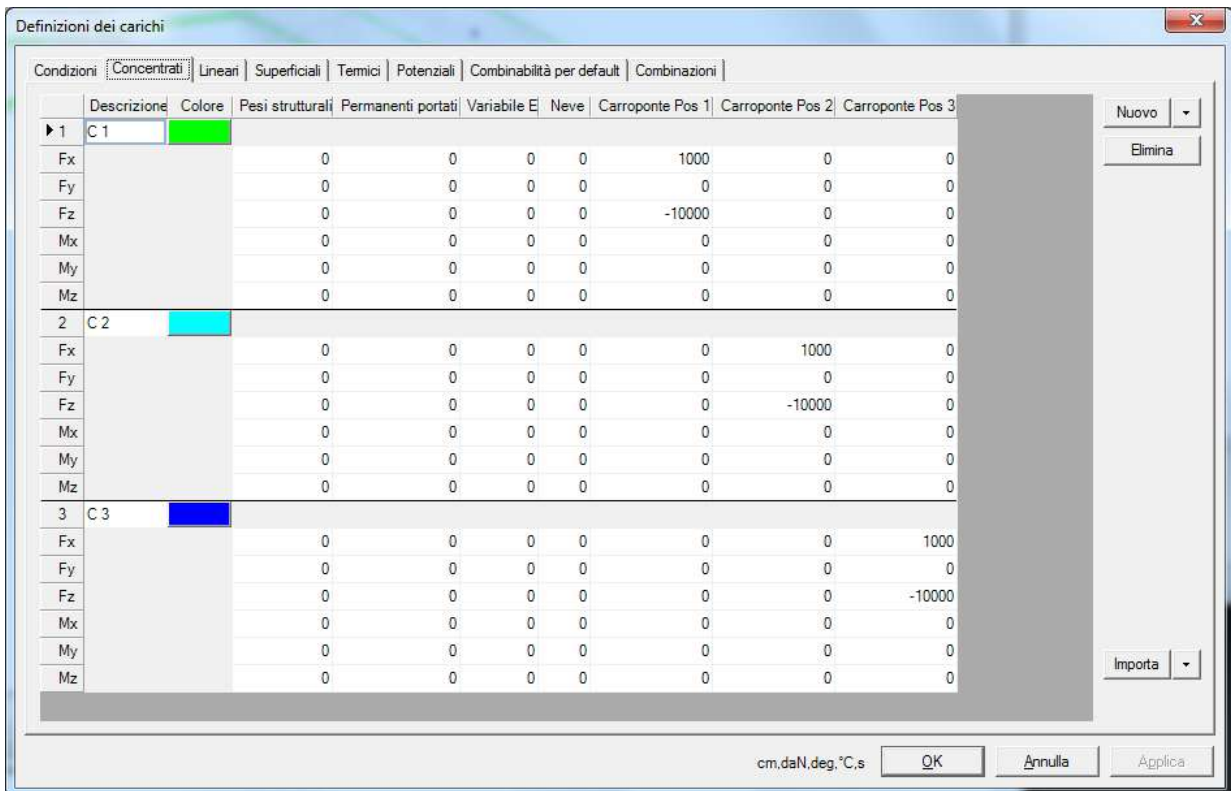 Definizioni dei carichi
Condizioni Concentrati Lineari Superficiali Termici Potenziali Combinabilità per default Combinazioni
Descrizione Colore Pesi strutturali Permanenti portati Variabile E Neve Carroponte Pos 1 Carroponte Pos 2 Carroponte Pos 3
Nuovo
1 C 1
Elimina
Fx 0 0 0 0 1000 0 0
Fy 0 0 0 0 0 0 0
Fz 0 0 0 0 -10000 0 0
Mx 0 0 0 0 0 0 0
My 0 0 0 0 0 0 0
Mz 0 0 0 0 0 0 0
2 C 2
Fx 0 0 0 0 0 1000 0
Fy 0 0 0 0 0 0 0
Fz 0 0 0 0 0 -10000 0
Mx 0 0 0 0 0 0 0
My 0 0 0 0 0 0 0
Mz 0 0 0 0 0 0 0
3 C 3
Fx 0 0 0 0 0 0 1000
Fy 0 0 0 0 0 0 0
Fz 0 0 0 0 0 0 -10000
Mx 0 0 0 0 0 0 0
My 0 0 0 0 0 0 0
Mz 0 0 0 0 0 0 0
Importa
cm,daN,deg,°C,s OK Annulla Applica